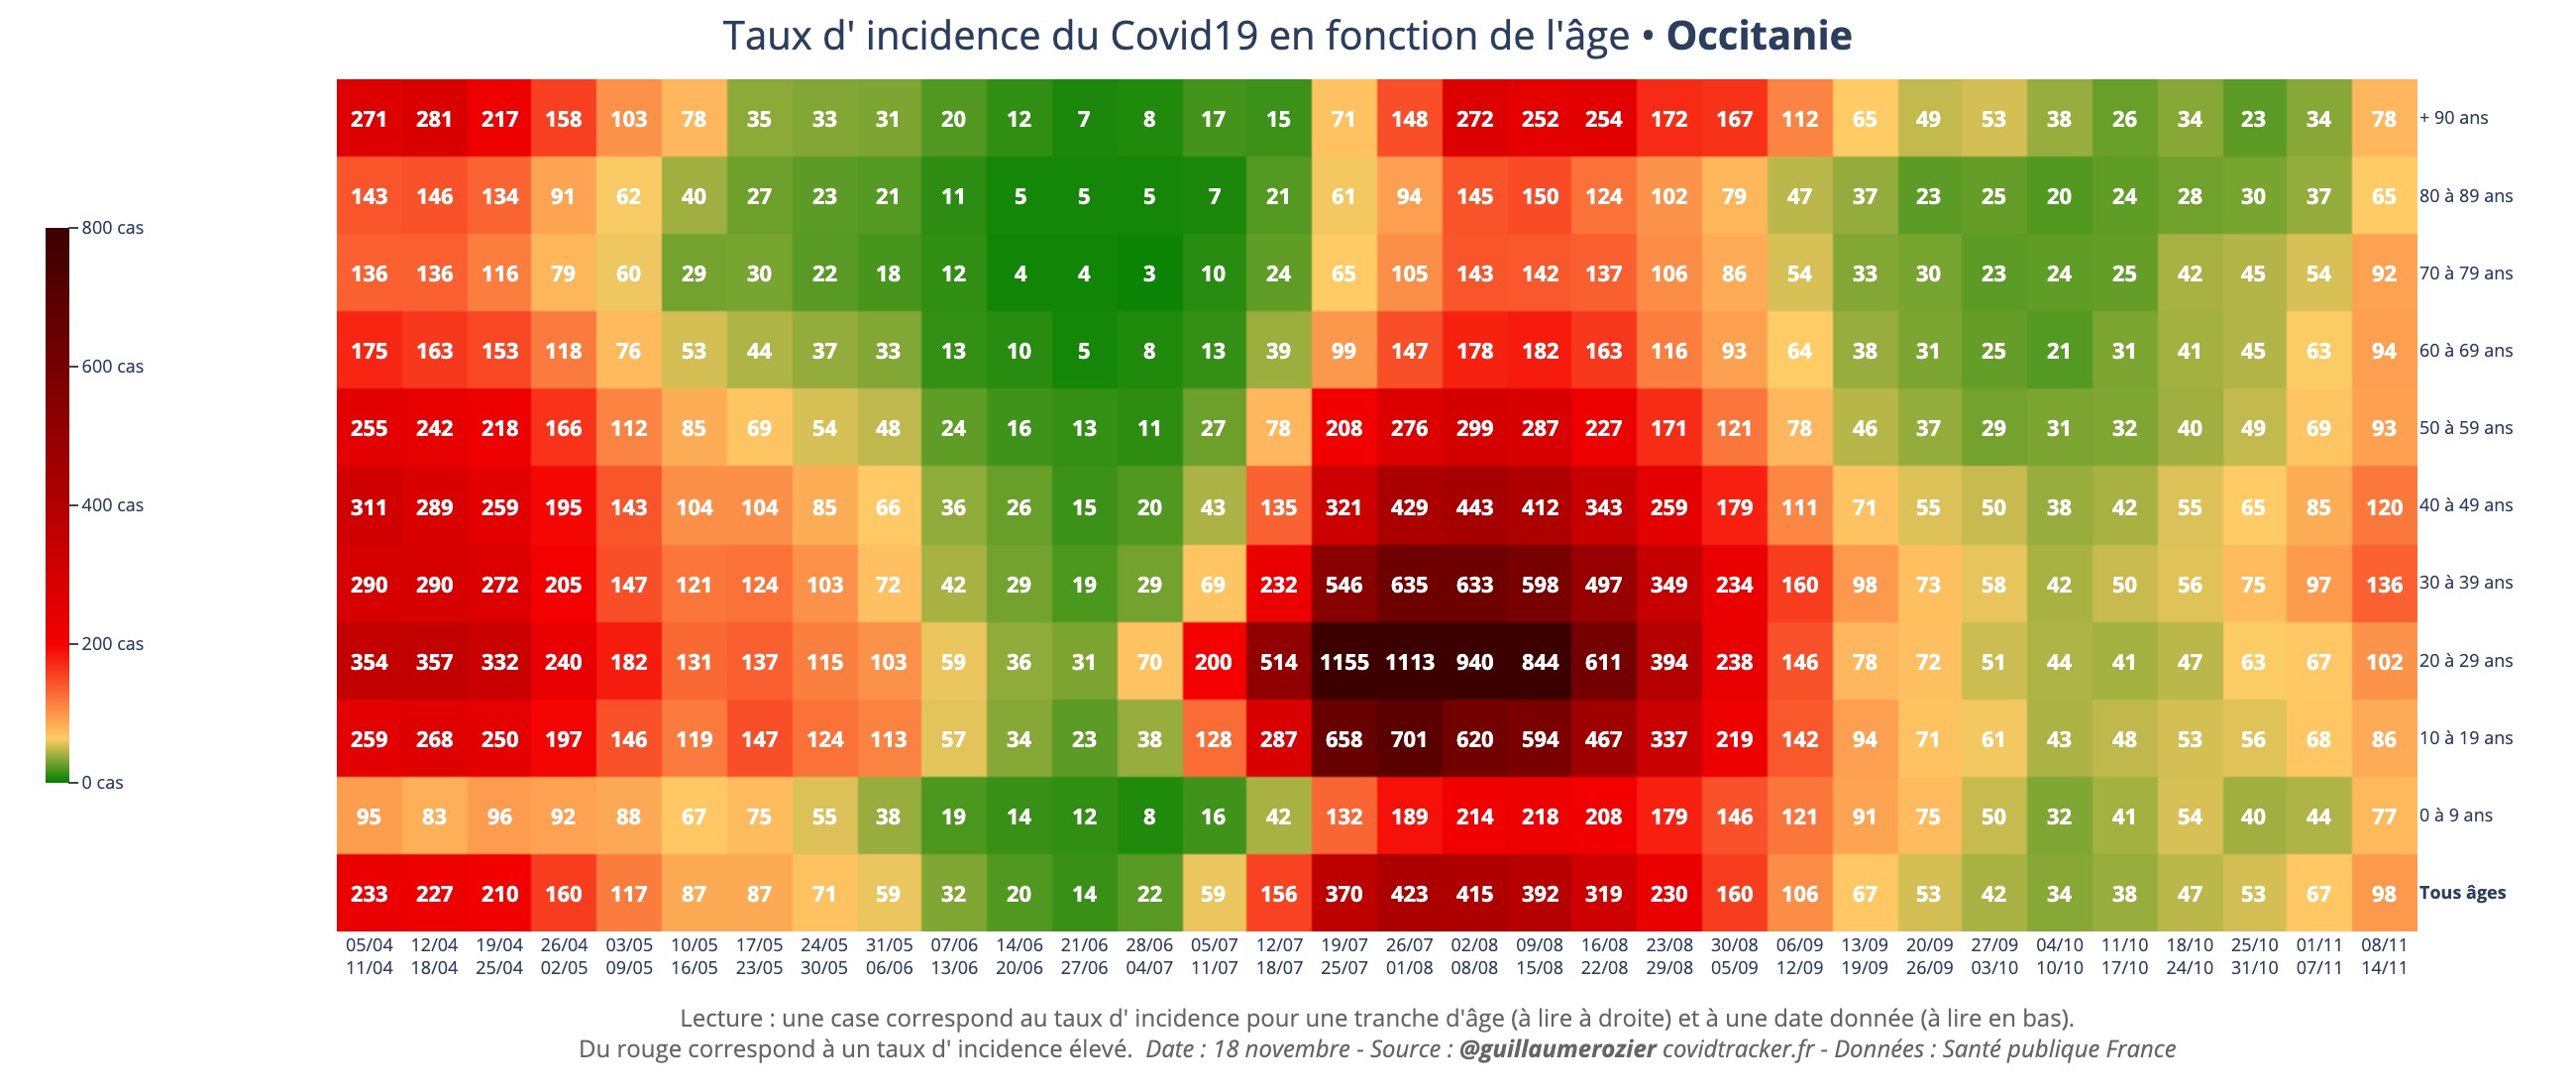 Taux d' incidence du Covid19 en fonction de l'âge • Occitanie
271 281 217 158 103 78 35 33 31 20 12 7 8 17 15 71 148 272 252 254 172 167 112 65 49 53 38 26 34 23 34 78 + 90 ans
143 146 134 91 62 40 27 23 21 11 5 5 5 7 21 61 94 145 150 124 102 79 47 37 23 25 20 24 28 30 37 65 80 à 89 ans
136 136 116 79 60 29 30 22 18 12 4 4 3 10 24 65 105 143 142 137 106 86 54 33 30 23 24 25 42 45 54 92 70 à 79 ans
175 163 153 118 76 53 44 37 33 13 10 5 8 13 39 99 147 178 182 163 116 93 64 38 31 25 21 31 41 45 63 94 60 à 69 ans
255 242 218 166 112 85 69 54 48 24 16 13 11 27 78 208 276 299 287 227 171 121 78 46 37 29 31 32 40 49 69 93 50 à 59 ans
311 289 259 195 143 104 104 85 66 36 26 15 20 43 135 321 429 443 412 343 259 179 111 71 55 50 38 42 55 65 85 120 40 à 49 ans
290 290 272 205 147 121 124 103 72 42 29 19 29 69 232 546 635 633 598 497 349 234 160 98 73 58 42 50 56 75 97 136 30 à 39 ans
354 357 332 240 182 131 137 115 103 59 36 31 70 200 514 1155 1113 940 844 611 394 238 146 78 72 51 44 41 47 63 67 102 20 à 29 ans
259 268 250 197 146 119 147 124 113 57 34 23 38 128 287 658 701 620 594 467 337 219 142 94 71 61 43 48 53 56 68 86 10 à 19 ans
95 83 96 92 88 67 75 55 38 19 14 12 8 16 42 132 189 214 218 208 179 146 121 91 75 50 32 41 54 40 44 77 0 à 9 ans
233 227 210 160 117 87 87 71 59 32 20 14 22 59 156 370 423 415 392 319 230 160 106 67 53 42 34 38 47 53 67 98 Tous âges
05/04 12/04 19/04 26/04 03/05 10/05 17/05 24/05 31/05 07/06 14/06 21/06 28/06 05/07 12/07 19/07 26/07 02/08 09/08 16/08 23/08 30/08 06/09 13/09 20/09 27/09 04/10 11/10 18/10 25/10 01/11 08/11
11/04 18/04 25/04 02/05 09/05 16/05 23/05 30/05 06/06 13/06 20/06 27/06 04/07 11/07 18/07 25/07 01/08 08/08 15/08 22/08 29/08 05/09 12/09 19/09 26/09 03/10 10/10 17/10 24/10 31/10 07/11 14/11
800 cas
600 cas
400 cas
200 cas
0 cas
Lecture : une case correspond au taux d' incidence pour une tranche d'âge (à lire à droite) et à une date donnée (à lire en bas).
Du rouge correspond à un taux d' incidence élevé. Date : 18 novembre - Source : @guillaumerozier covidtracker.fr - Données : Santé publique France